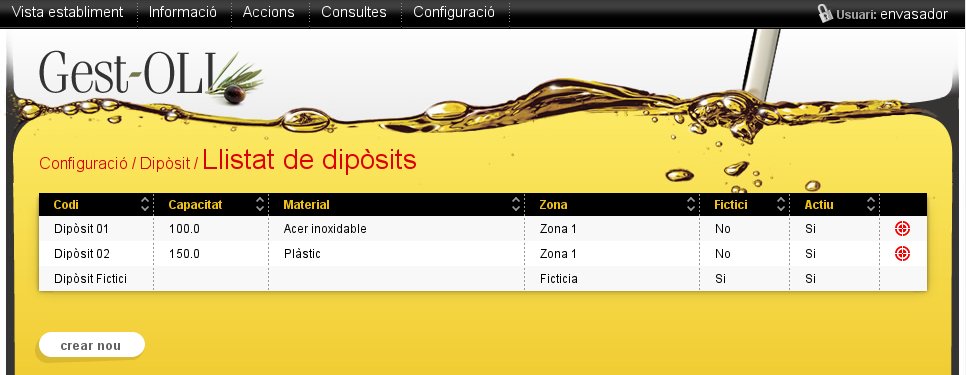 Vista establiment Informació Accions Consultes Configuració Usuari: envasador
Gest-OLI
Configuració / Dipòsit / Llistat de dipòsits
Codi Capacitat Material Zona Fictici Actiu
Dipòsit 01 100.0 Acer inoxidable Zona 1 No Si
Dipòsit 02 150.0 Plàstic Zona 1 No Si
Dipòsit Fictici Ficticia Si Si
crear nou